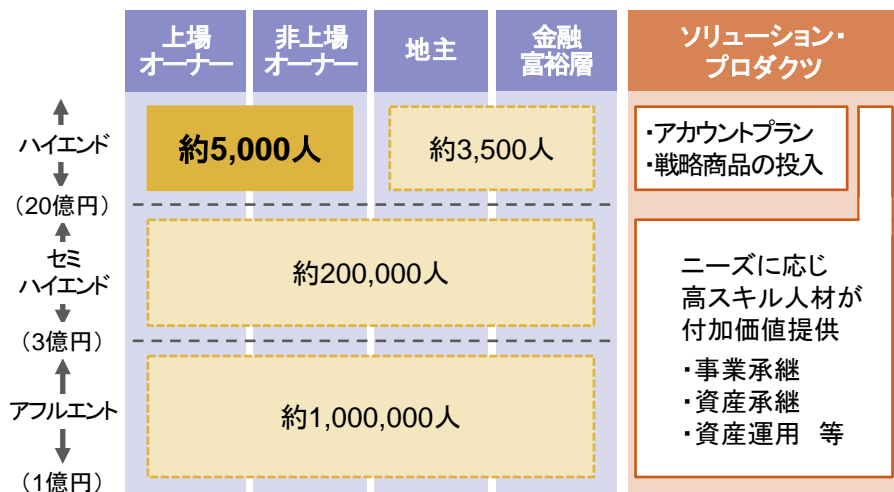 上場
オーナー
非上場
オーナー
地主
金融
富裕層
ソリューション・
プロダクツ
ハイエンド
約5,000人
約3,500人
・アカウントプラン
・戦略商品の投入
（20億円）
セミ
ハイエンド
約200,000人
ニーズに応じ
高スキル人材が
付加価値提供
・事業承継
・資産承継
・資産運用　等
（3億円）
アフルエント
約1,000,000人
（1億円）